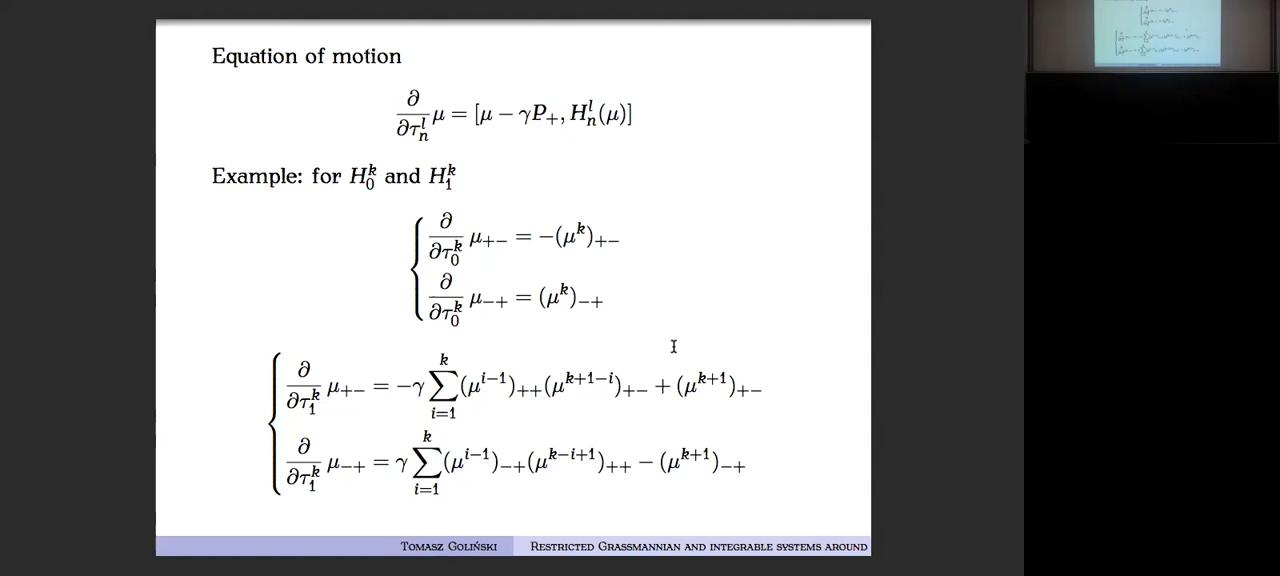 Equation of motion
∂/∂τ_n^l μ = [μ − γP_+, H_n^l(μ)]
Example: for H_0^k and H_1^k
∂/∂τ_0^k μ_{+−} = −(μ^k)_{+−}
∂/∂τ_0^k μ_{−+} = (μ^k)_{−+}
∂/∂τ_1^k μ_{+−} = −γ ∑_{i=1}^{k} (μ^{i−1})_{++}(μ^{k+1−i})_{+−} + (μ^{k+1})_{+−}
∂/∂τ_1^k μ_{−+} = γ ∑_{i=1}^{k} (μ^{i−1})_{−+}(μ^{k−i+1})_{++} − (μ^{k+1})_{−+}
Tomasz Goliński Restricted Grassmannian and integrable systems around